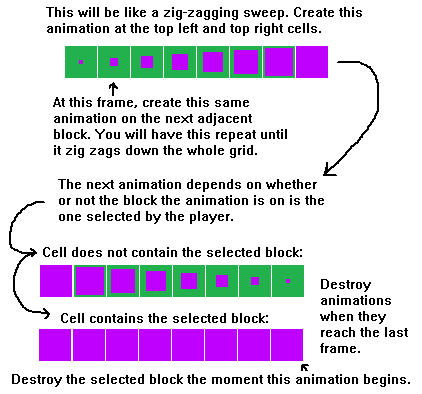 This will be like a zig-zagging sweep. Create this
animation at the top left and top right cells.
At this frame, create this same
animation on the next adjacent
block. You will have this repeat until
it zig zags down the whole grid.
The next animation depends on whether
or not the block the animation is on is the
one selected by the player.
Cell does not contain the selected block:
Destroy
animations
when they
reach the last
frame.
Cell contains the selected block:
Destroy the selected block the moment this animation begins.